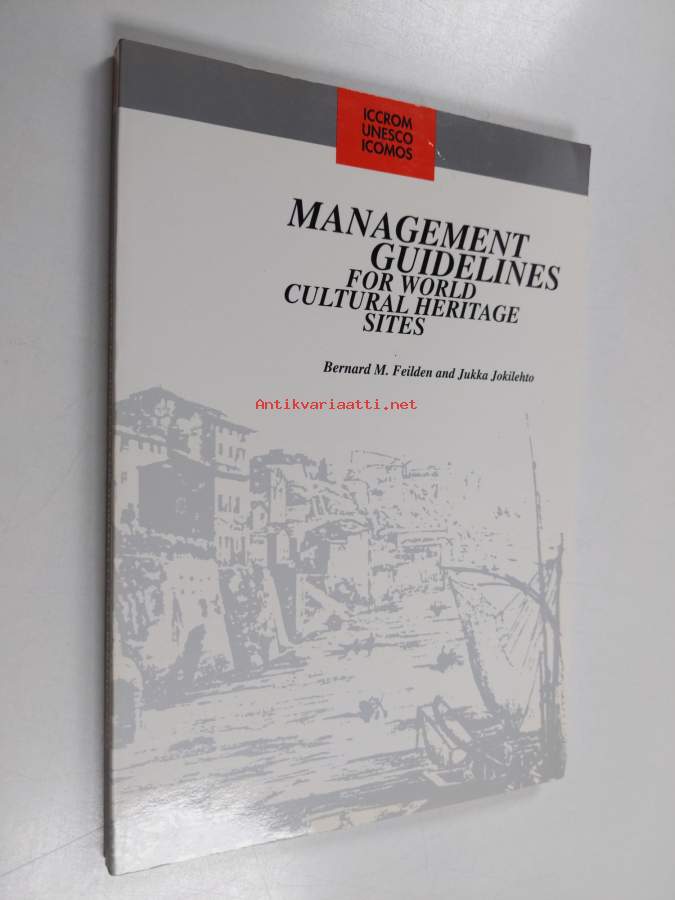 ICCROM
UNESCO
ICOMOS
MANAGEMENT
GUIDELINES
FOR WORLD
CULTURAL HERITAGE
SITES
Bernard M. Feilden and Jukka Jokilehto
Antikvariaatti.net